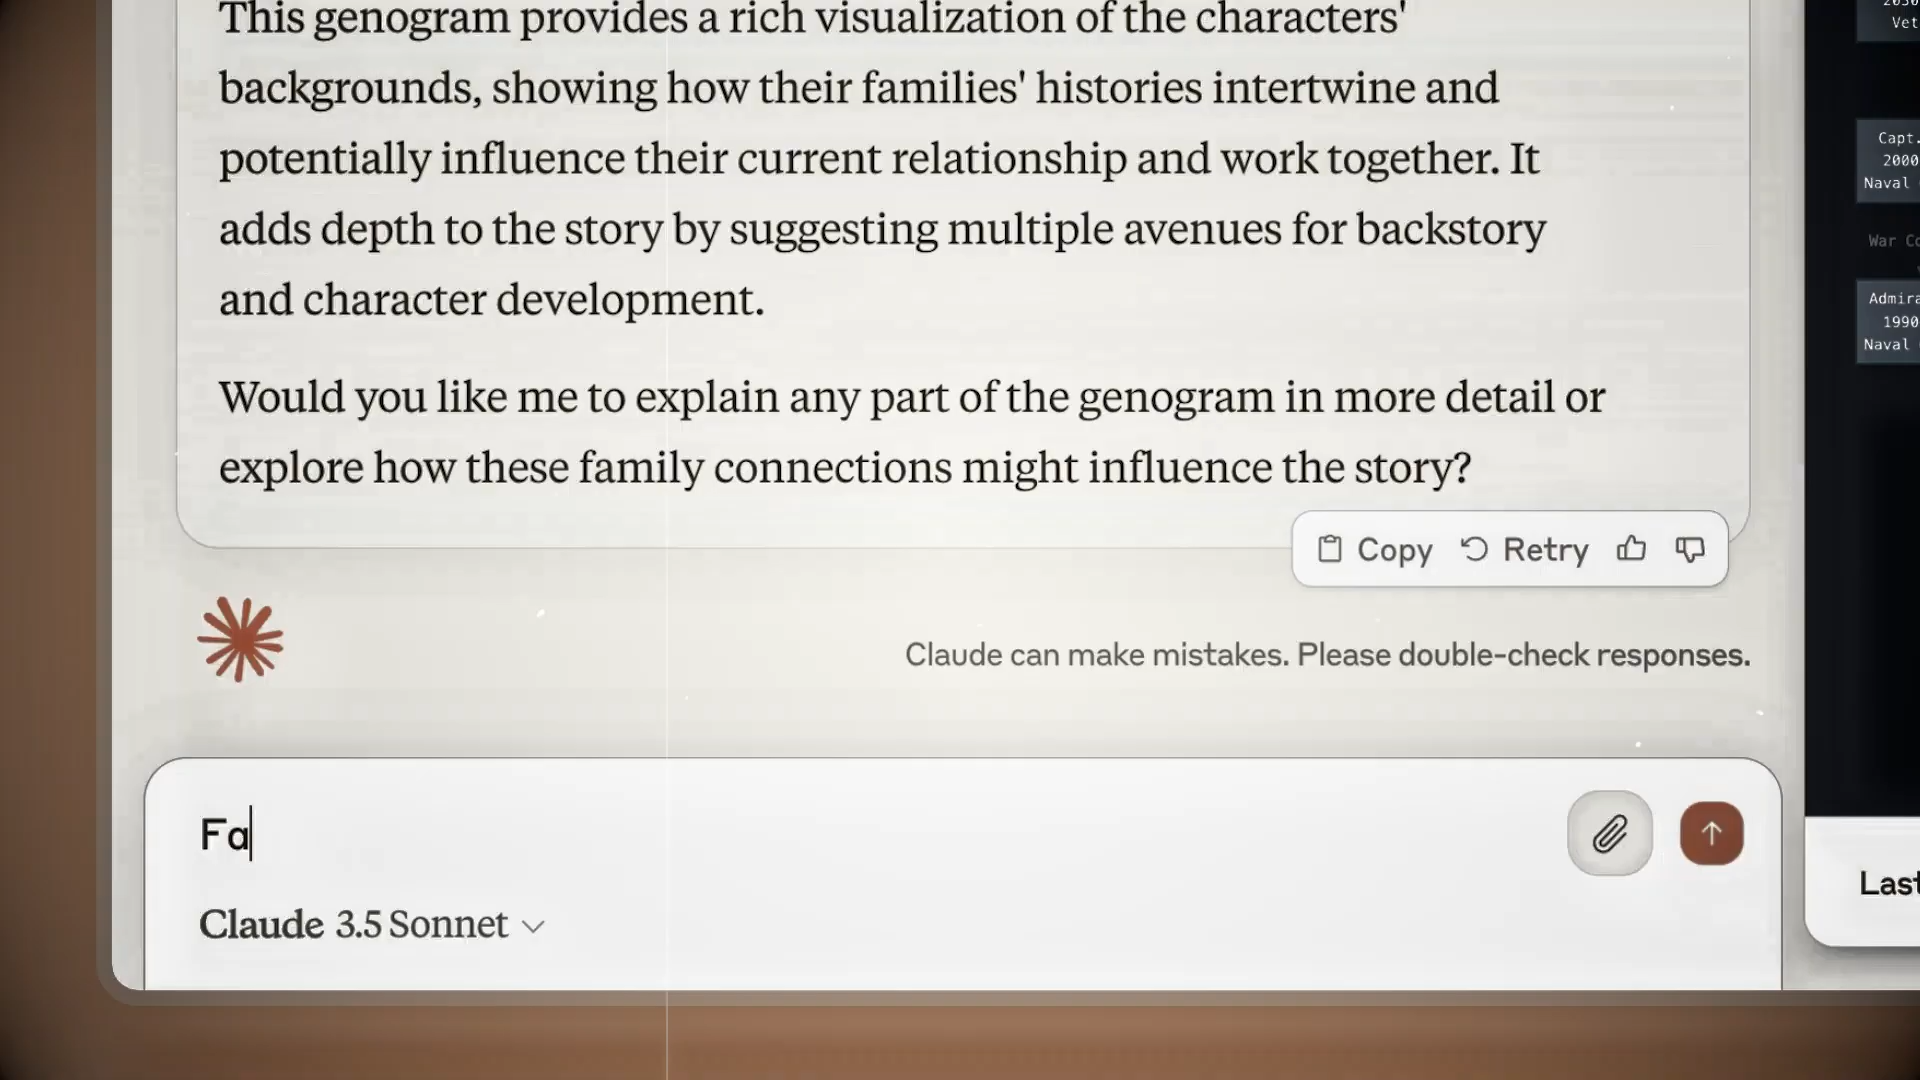 This genogram provides a rich visualization of the characters'
backgrounds, showing how their families' histories intertwine and
potentially influence their current relationship and work together. It
adds depth to the story by suggesting multiple avenues for backstory
and character development.
Would you like me to explain any part of the genogram in more detail or
explore how these family connections might influence the story?
Copy Retry
Claude can make mistakes. Please double-check responses.
Fa
Claude 3.5 Sonnet
Vet
Capt.
2000
Naval
War Co
Admira
1990
Naval
Last